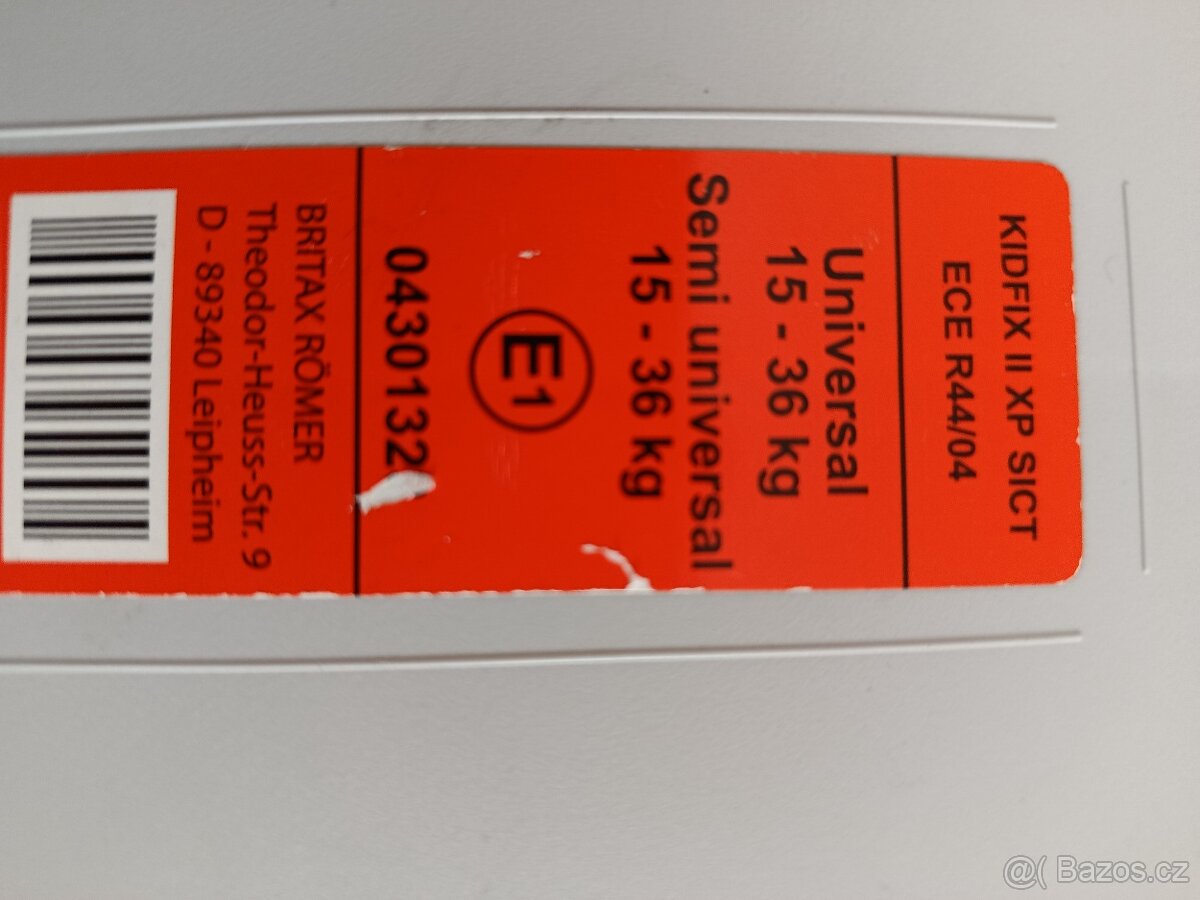 KIDFIX II XP SICT
ECE R44/04
Universal
15 - 36 kg
Semi universal
15 - 36 kg
E1
04301132
BRITAX RÖMER
Theodor-Heuss-Str. 9
D - 89340 Leipheim
@( Bazos.cz